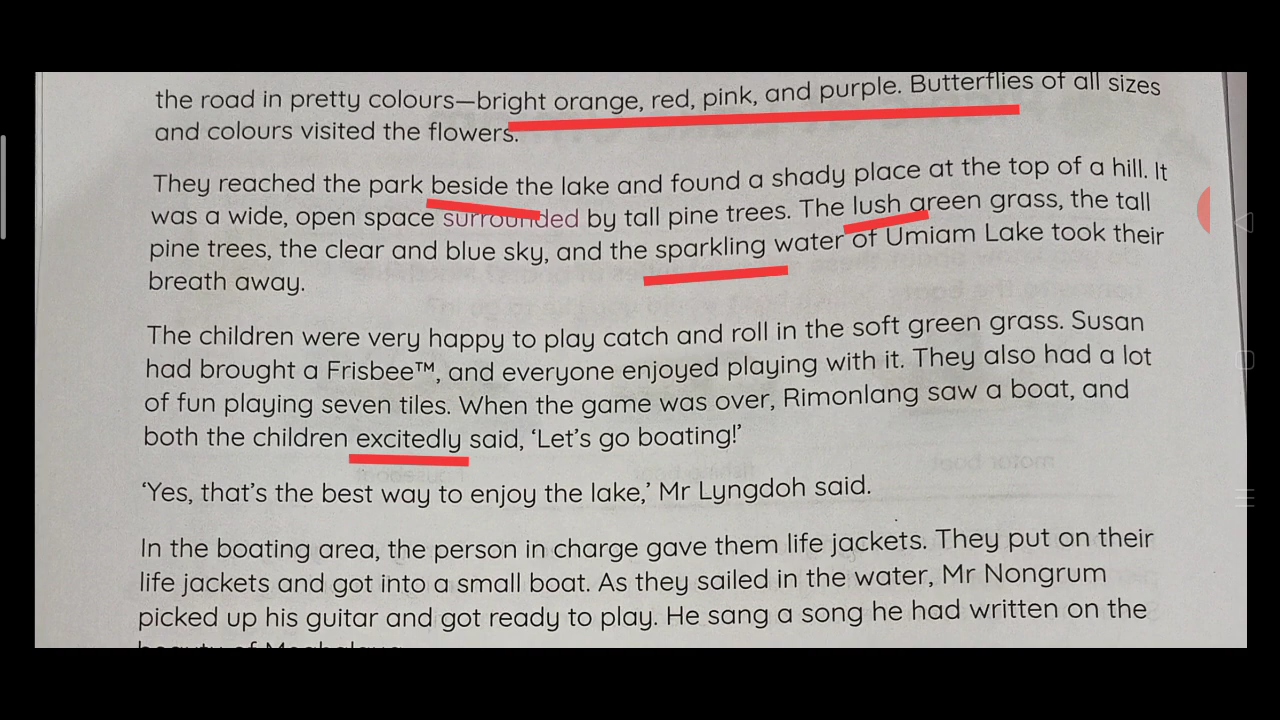 the road in pretty colours—bright orange, red, pink, and purple. Butterflies of all sizes
and colours visited the flowers.
They reached the park beside the lake and found a shady place at the top of a hill. It
was a wide, open space surrounded by tall pine trees. The lush green grass, the tall
pine trees, the clear and blue sky, and the sparkling water of Umiam Lake took their
breath away.
The children were very happy to play catch and roll in the soft green grass. Susan
had brought a Frisbee™, and everyone enjoyed playing with it. They also had a lot
of fun playing seven tiles. When the game was over, Rimonlang saw a boat, and
both the children excitedly said, ‘Let’s go boating!’
‘Yes, that’s the best way to enjoy the lake,’ Mr Lyngdoh said.
In the boating area, the person in charge gave them life jackets. They put on their
life jackets and got into a small boat. As they sailed in the water, Mr Nongrum
picked up his guitar and got ready to play. He sang a song he had written on the
beauty of Meghalaya